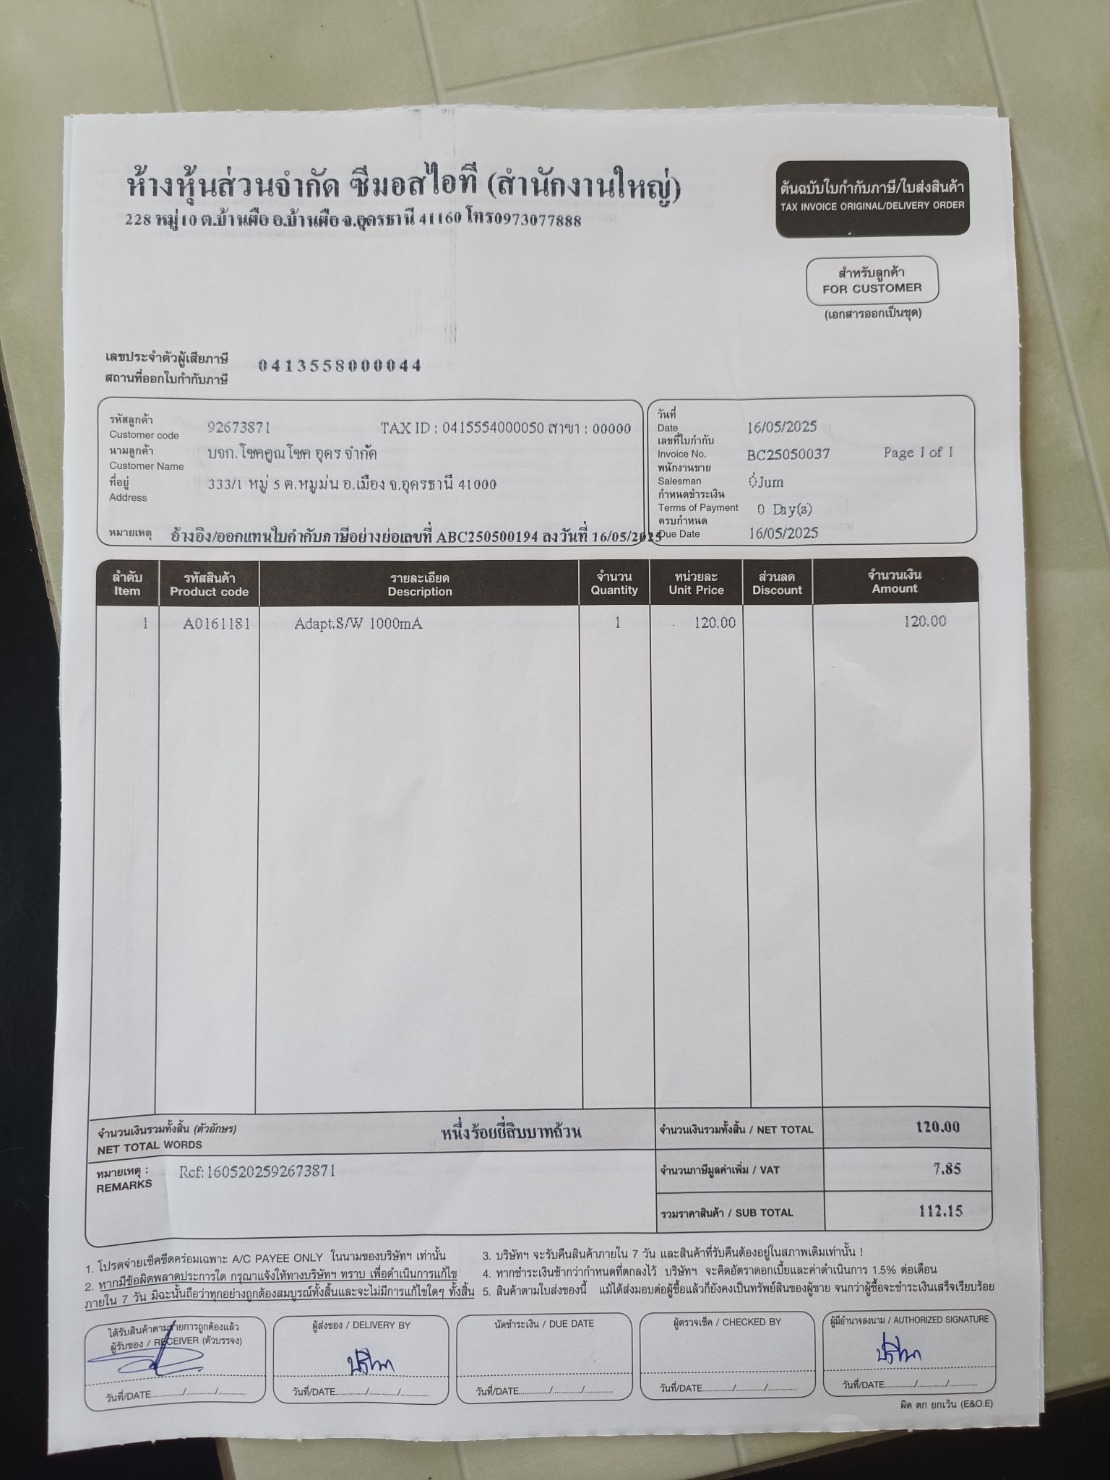 ห้างหุ้นส่วนจำกัด ซีมอสไอที (สำนักงานใหญ่)
228 หมู่10 ต.บ้านผือ อ.บ้านผือ จ.อุดรธานี 41160 โทร0973077888
ต้นฉบับใบกำกับภาษี/ใบส่งสินค้า
TAX INVOICE ORIGINAL/DELIVERY ORDER
สำหรับลูกค้า
FOR CUSTOMER
(เอกสารออกเป็นชุด)
เลขประจำตัวผู้เสียภาษี 0413558000044
สถานที่ออกใบกำกับภาษี
รหัสลูกค้า
Customer code 92673871 TAX ID : 0415554000050 สาขา : 00000
นามลูกค้า
Customer Name บจก.โชคคูณโชค อุดร จำกัด
ที่อยู่
Address 333/1 หมู่ 5 ต.หมูม่น อ.เมือง จ.อุดรธานี 41000
หมายเหตุ อ้างอิง/ออกแทนใบกำกับภาษีอย่างย่อเลขที่ ABC250500194 ลงวันที่ 16/05/2025
วันที่
Date 16/05/2025
เลขที่ใบกำกับ
Invoice No. BC25050037 Page 1 of 1
พนักงานขาย
Salesman Jum
กำหนดชำระเงิน
Terms of Payment 0 Day(s)
ครบกำหนด
Due Date 16/05/2025
ลำดับ รหัสสินค้า รายละเอียด จำนวน หน่วยละ ส่วนลด จำนวนเงิน
Item Product code Description Quantity Unit Price Discount Amount
1 A0161181 Adapt.S/W 1000mA 1 120.00 120.00
จำนวนเงินรวมทั้งสิ้น (ตัวอักษร)
NET TOTAL WORDS
หนึ่งร้อยยี่สิบบาทถ้วน
จำนวนเงินรวมทั้งสิ้น / NET TOTAL 120.00
หมายเหตุ :
REMARKS
Ref:1605202592673871
จำนวนภาษีมูลค่าเพิ่ม / VAT 7.85
รวมราคาสินค้า / SUB TOTAL 112.15
1. โปรดจ่ายเช็คขีดคร่อมเฉพาะ A/C PAYEE ONLY ในนามของบริษัทฯ เท่านั้น
2. หากมีข้อผิดพลาดประการใด กรุณาแจ้งให้ทางบริษัทฯ ทราบ เพื่อดำเนินการแก้ไข
ภายใน 7 วัน มิฉะนั้นถือว่าทุกอย่างถูกต้องสมบูรณ์ทั้งสิ้นและจะไม่มีการแก้ไขใดๆ ทั้งสิ้น
3. บริษัทฯ จะรับคืนสินค้าภายใน 7 วัน และสินค้าที่รับคืนต้องอยู่ในสภาพเดิมเท่านั้น !
4. หากชำระเงินช้ากว่ากำหนดที่ตกลงไว้ บริษัทฯ จะคิดอัตราดอกเบี้ยและค่าดำเนินการ 1.5% ต่อเดือน
5. สินค้าตามใบส่งของนี้ แม้ได้ส่งมอบต่อผู้ซื้อแล้วก็ยังคงเป็นทรัพย์สินของผู้ขาย จนกว่าผู้ซื้อจะชำระเงินเสร็จเรียบร้อย
ได้รับสินค้าตามรายการถูกต้องแล้ว
ผู้รับของ / RECEIVER (ตัวบรรจง)
วันที่/DATE............/............/............
ผู้ส่งของ / DELIVERY BY
วันที่/DATE............/............/............
นัดชำระเงิน / DUE DATE
วันที่/DATE............/............/............
ผู้ตรวจเช็ค / CHECKED BY
วันที่/DATE............/............/............
ผู้มีอำนาจลงนาม / AUTHORIZED SIGNATURE
วันที่/DATE............/............/............
ผิด ตก ยกเว้น (E&O.E)